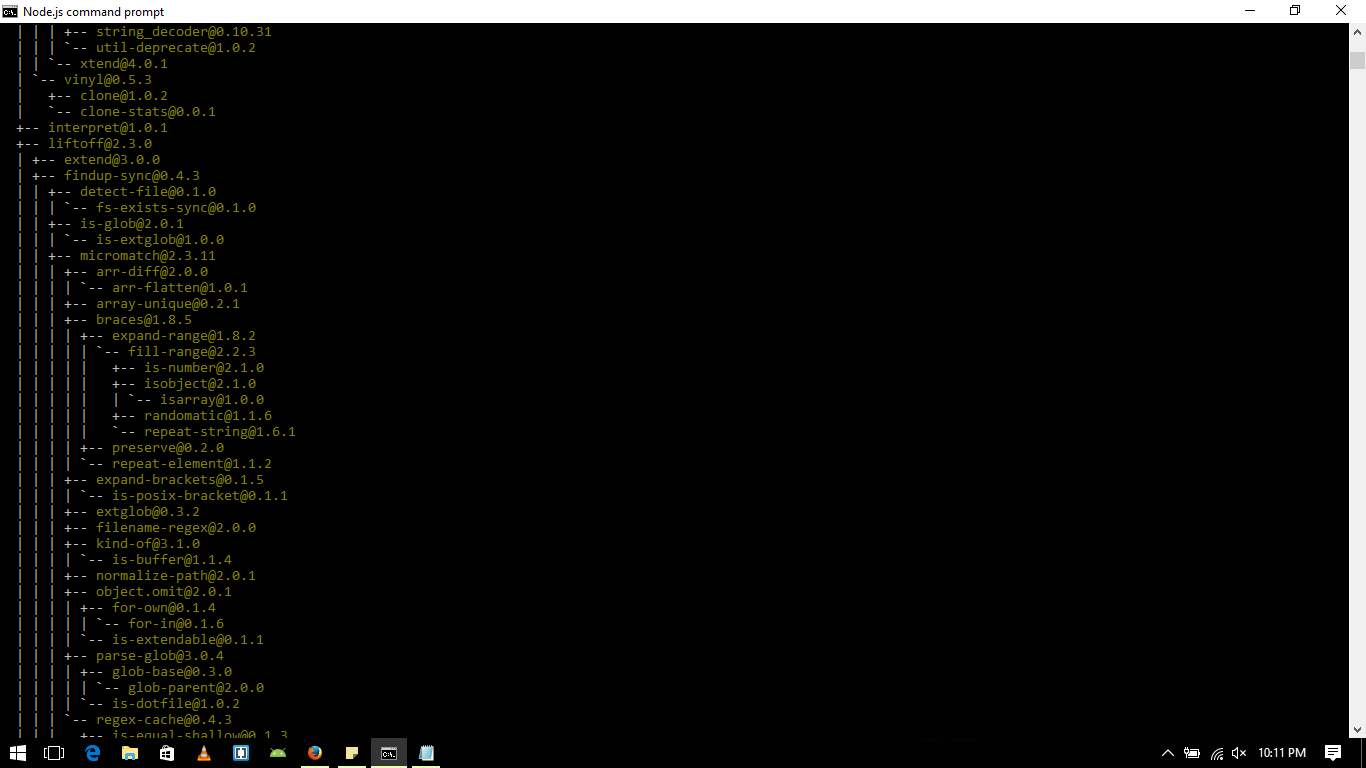 Node.js command prompt
| | | +-- string_decoder@0.10.31
| | | `-- util-deprecate@1.0.2
| | `-- xtend@4.0.1
| `-- vinyl@0.5.3
|   +-- clone@1.0.2
|   `-- clone-stats@0.0.1
+-- interpret@1.0.1
+-- liftoff@2.3.0
| +-- extend@3.0.0
| +-- findup-sync@0.4.3
| | +-- detect-file@0.1.0
| | | `-- fs-exists-sync@0.1.0
| | +-- is-glob@2.0.1
| | | `-- is-extglob@1.0.0
| | +-- micromatch@2.3.11
| | | +-- arr-diff@2.0.0
| | | | `-- arr-flatten@1.0.1
| | | +-- array-unique@0.2.1
| | | +-- braces@1.8.5
| | | | +-- expand-range@1.8.2
| | | | | `-- fill-range@2.2.3
| | | | |   +-- is-number@2.1.0
| | | | |   +-- isobject@2.1.0
| | | | |   | `-- isarray@1.0.0
| | | | |   +-- randomatic@1.1.6
| | | | |   `-- repeat-string@1.6.1
| | | | +-- preserve@0.2.0
| | | | `-- repeat-element@1.1.2
| | | +-- expand-brackets@0.1.5
| | | | `-- is-posix-bracket@0.1.1
| | | +-- extglob@0.3.2
| | | +-- filename-regex@2.0.0
| | | +-- kind-of@3.1.0
| | | | `-- is-buffer@1.1.4
| | | +-- normalize-path@2.0.1
| | | +-- object.omit@2.0.1
| | | | +-- for-own@0.1.4
| | | | | `-- for-in@0.1.6
| | | | `-- is-extendable@0.1.1
| | | +-- parse-glob@3.0.4
| | | | +-- glob-base@0.3.0
| | | | | `-- glob-parent@2.0.0
| | | | `-- is-dotfile@1.0.2
| | | `-- regex-cache@0.4.3
| | |   +-- is-equal-shallow@0.1.3
10:11 PM